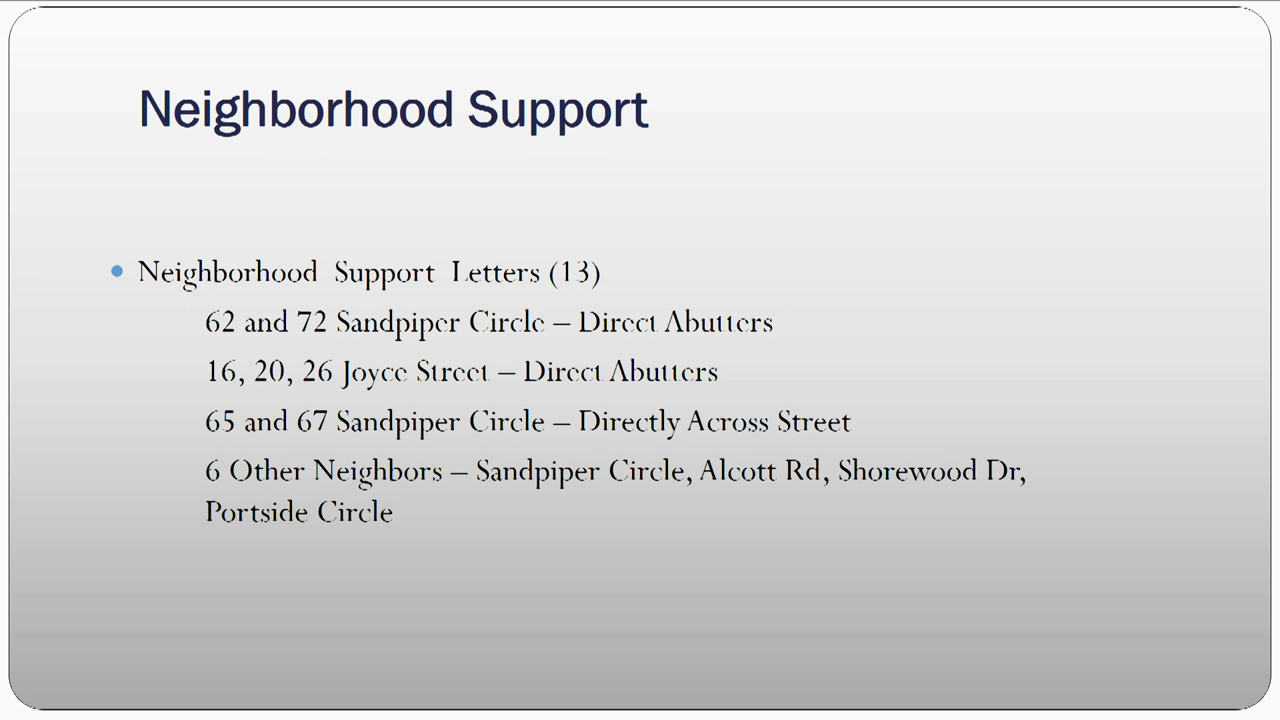 Neighborhood Support
• Neighborhood Support Letters (13)
62 and 72 Sandpiper Circle – Direct Abutters
16, 20, 26 Joyce Street – Direct Abutters
65 and 67 Sandpiper Circle – Directly Across Street
6 Other Neighbors – Sandpiper Circle, Alcott Rd, Shorewood Dr,
Portside Circle